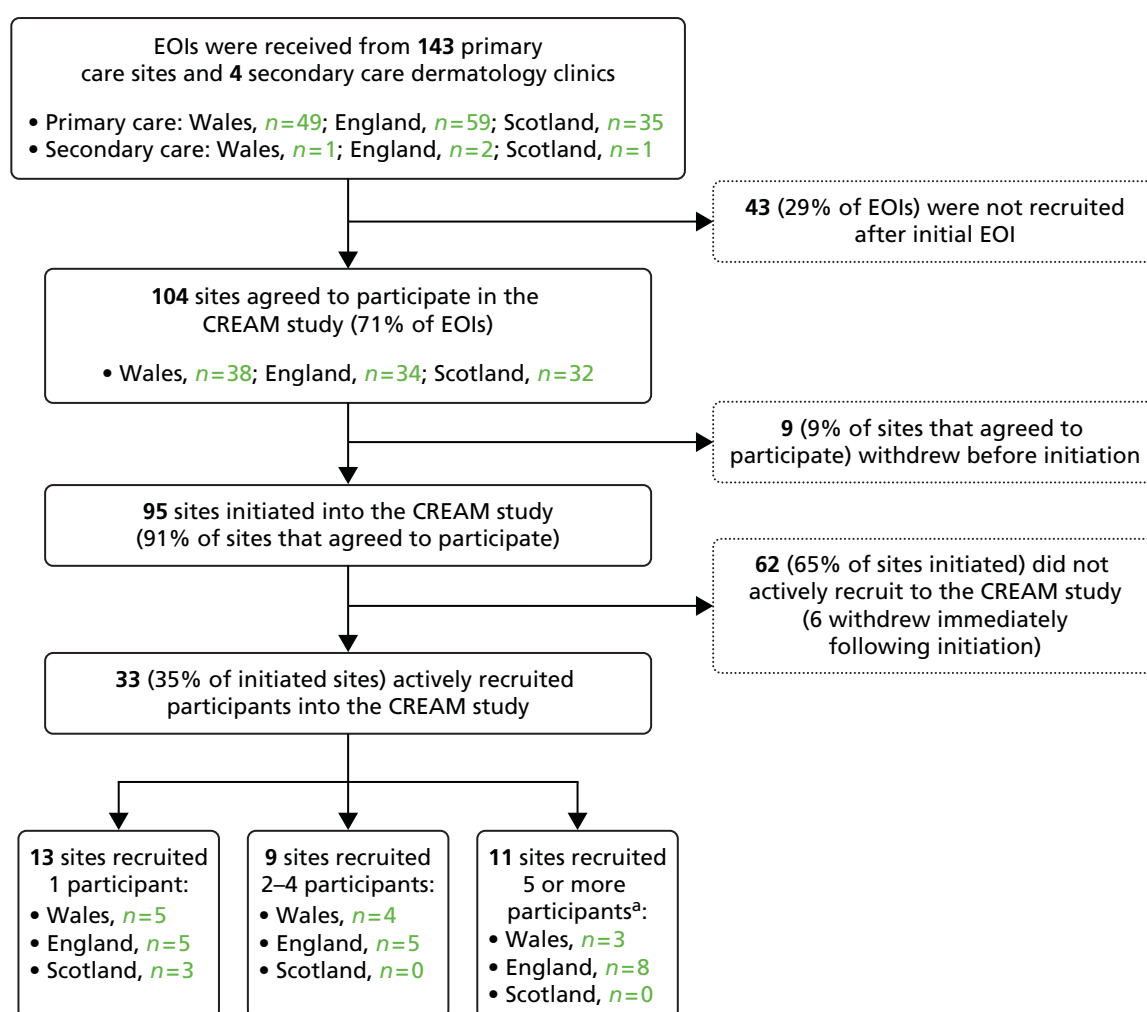 EOIs were received from 143 primary
care sites and 4 secondary care dermatology clinics
• Primary care: Wales, n=49; England, n=59; Scotland, n=35
• Secondary care: Wales, n=1; England, n=2; Scotland, n=1
43 (29% of EOIs) were not recruited
after initial EOI
104 sites agreed to participate in the
CREAM study (71% of EOIs)
• Wales, n=38; England, n=34; Scotland, n=32
9 (9% of sites that agreed to
participate) withdrew before initiation
95 sites initiated into the CREAM study
(91% of sites that agreed to participate)
62 (65% of sites initiated) did not
actively recruit to the CREAM study
(6 withdrew immediately
following initiation)
33 (35% of initiated sites) actively recruited
participants into the CREAM study
13 sites recruited
1 participant:
• Wales, n=5
• England, n=5
• Scotland, n=3
9 sites recruited
2–4 participants:
• Wales, n=4
• England, n=5
• Scotland, n=0
11 sites recruited
5 or more
participantsᵃ:
• Wales, n=3
• England, n=8
• Scotland, n=0